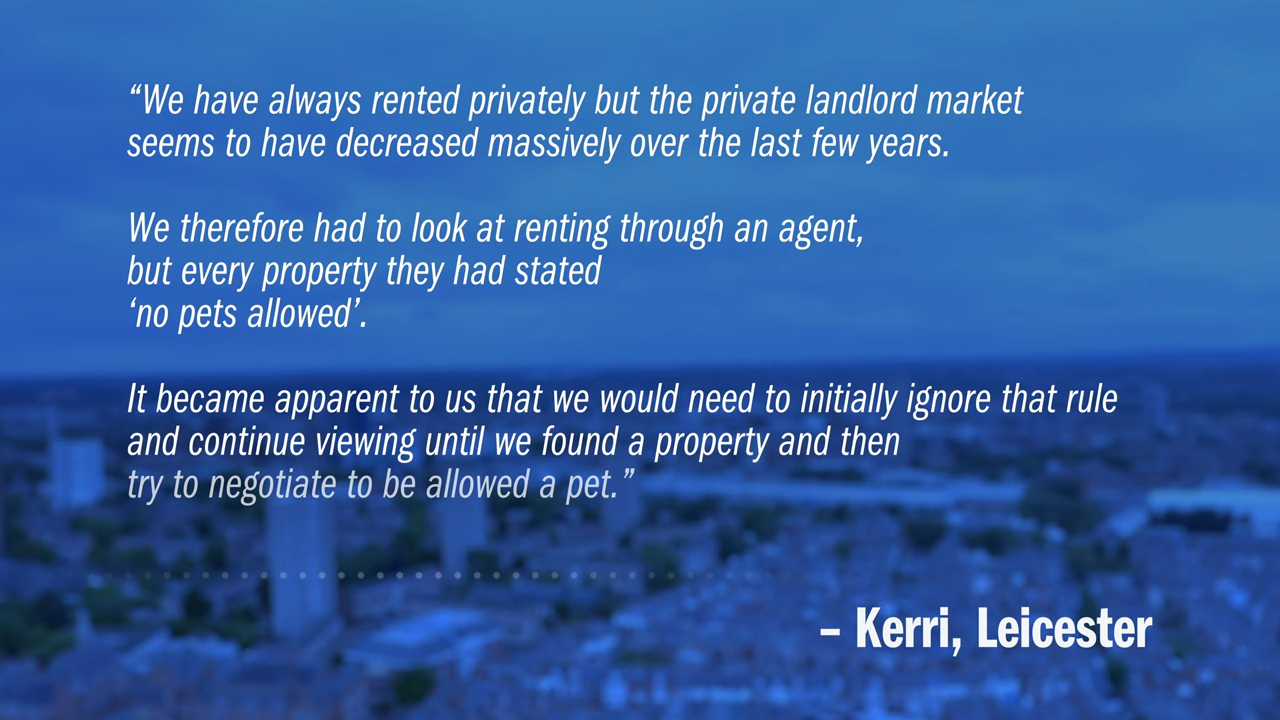 “We have always rented privately but the private landlord market
seems to have decreased massively over the last few years.
We therefore had to look at renting through an agent,
but every property they had stated
‘no pets allowed’.
It became apparent to us that we would need to initially ignore that rule
and continue viewing until we found a property and then
try to negotiate to be allowed a pet.”
– Kerri, Leicester